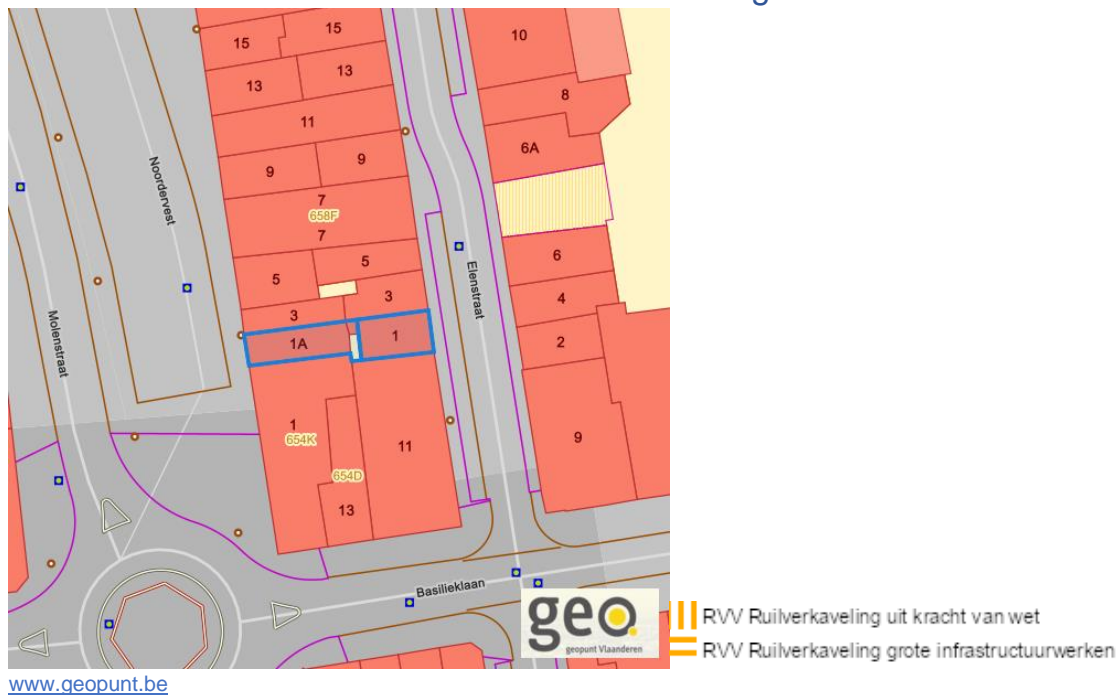 15
15
10
13
13
8
11
6A
9
9
Noordervest
7
658F
7
5
5
6
Elenstraat
3
4
3
Molenstraat
1A
1
2
1
654K
11
9
654D
13
Basilieklaan
geo
geopunt Vlaanderen
RVV Ruilverkaveling uit kracht van wet
RVV Ruilverkaveling grote infrastructuurwerken
www.geopunt.be